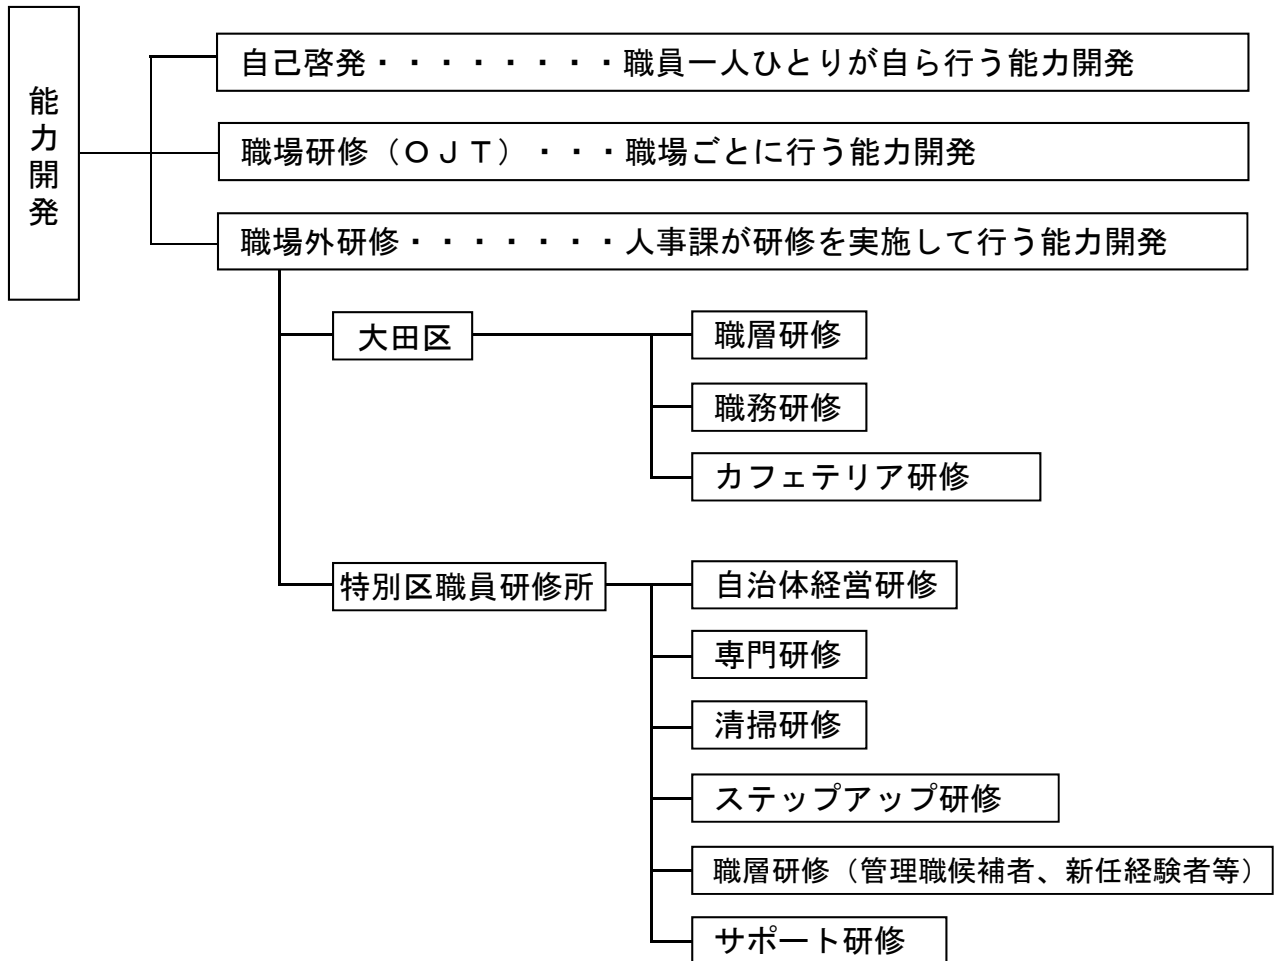 能力開発
自己啓発・・・・・・・・職員一人ひとりが自ら行う能力開発
職場研修（ＯＪＴ）・・・職場ごとに行う能力開発
職場外研修・・・・・・・人事課が研修を実施して行う能力開発
大田区
職層研修
職務研修
カフェテリア研修
特別区職員研修所
自治体経営研修
専門研修
清掃研修
ステップアップ研修
職層研修（管理職候補者、新任経験者等）
サポート研修